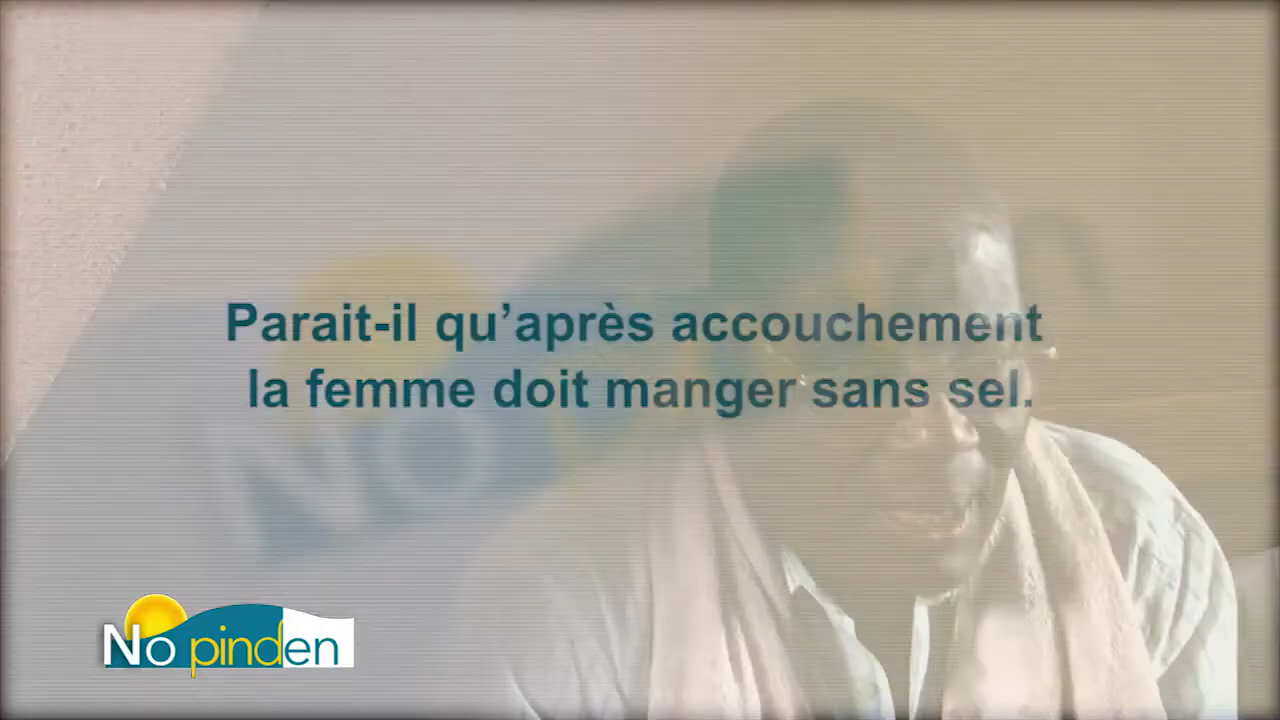 Parait-il qu’après accouchement
la femme doit manger sans sel.
No pinden